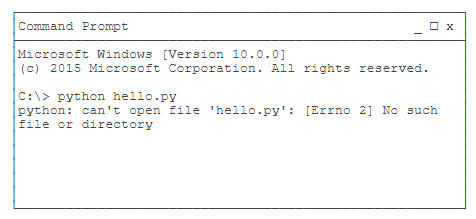 Command Prompt _ □ x
Microsoft Windows [Version 10.0.0]
(c) 2015 Microsoft Corporation. All rights reserved.
C:\> python hello.py
python: can't open file 'hello.py': [Errno 2] No such
file or directory